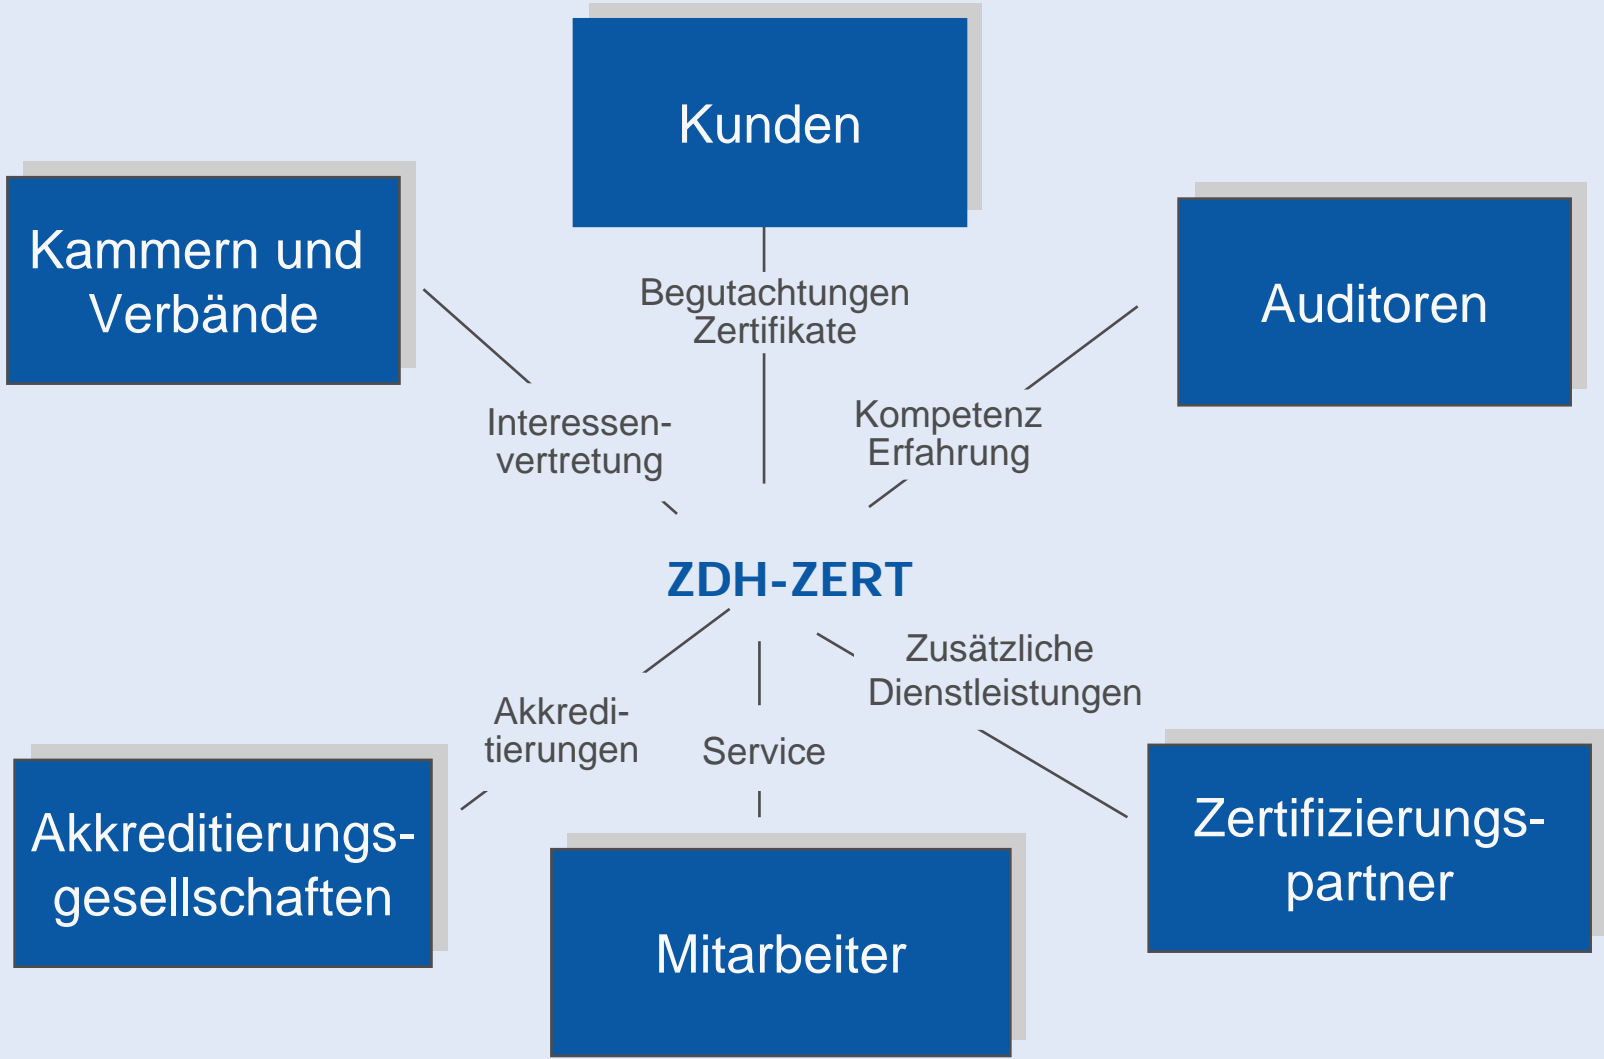 Kunden
Kammern und
Verbände
Auditoren
Begutachtungen
Zertifikate
Interessen-
vertretung
Kompetenz
Erfahrung
ZDH-ZERT
Akkredi-
tierungen
Service
Zusätzliche
Dienstleistungen
Akkreditierungs-
gesellschaften
Mitarbeiter
Zertifizierungs-
partner